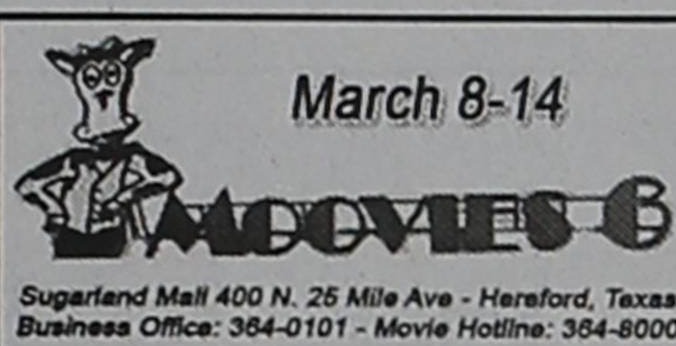 March 8-14
MOOVIES 6
Sugarland Mall 400 N. 25 Mile Ave - Hereford, Texas
Business Office: 364-0101 - Movie Hotline: 364-8000